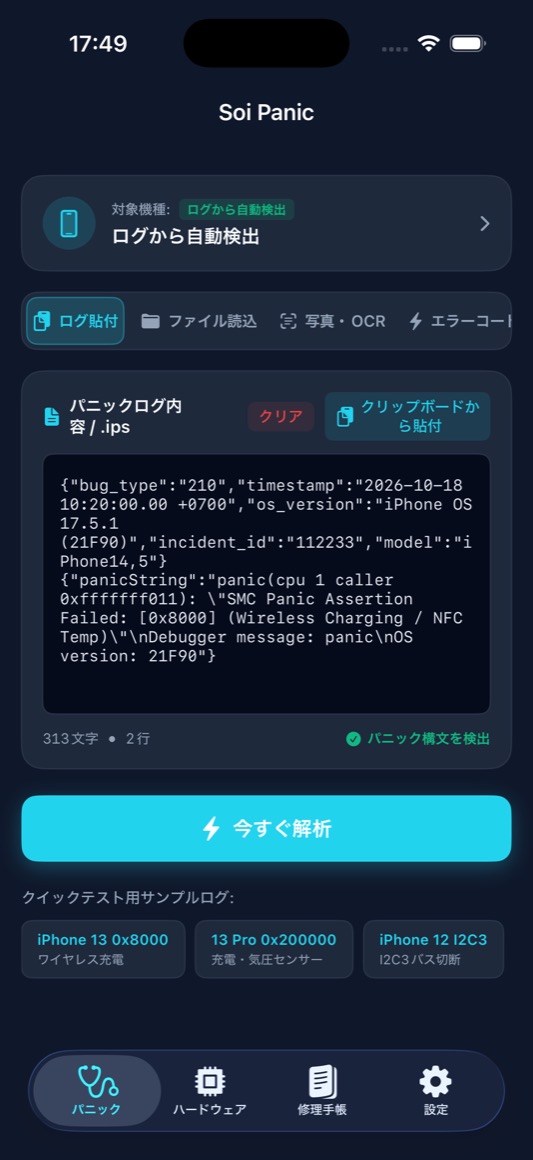 17:49
Soi Panic
対象機種: ログから自動検出
ログから自動検出
ログ貼付 ファイル読込 写真・OCR エラーコード
パニックログ内
容 / .ips
クリア
クリップボードか
ら貼付
{"bug_type":"210","timestamp":"2026-10-18
10:20:00.00 +0700","os_version":"iPhone OS
17.5.1
(21F90)","incident_id":"112233","model":"i
Phone14,5"}
{"panicString":"panic(cpu 1 caller
0xfffffff011): \"SMC Panic Assertion
Failed: [0x8000] (Wireless Charging / NFC
Temp)\"\nDebugger message: panic\nOS
version: 21F90"}
313文字 ● 2行
パニック構文を検出
今すぐ解析
クイックテスト用サンプルログ:
iPhone 13 0x8000
ワイヤレス充電
13 Pro 0x200000
充電・気圧センサー
iPhone 12 I2C3
I2C3バス切断
パニック ハードウェア 修理手帳 設定